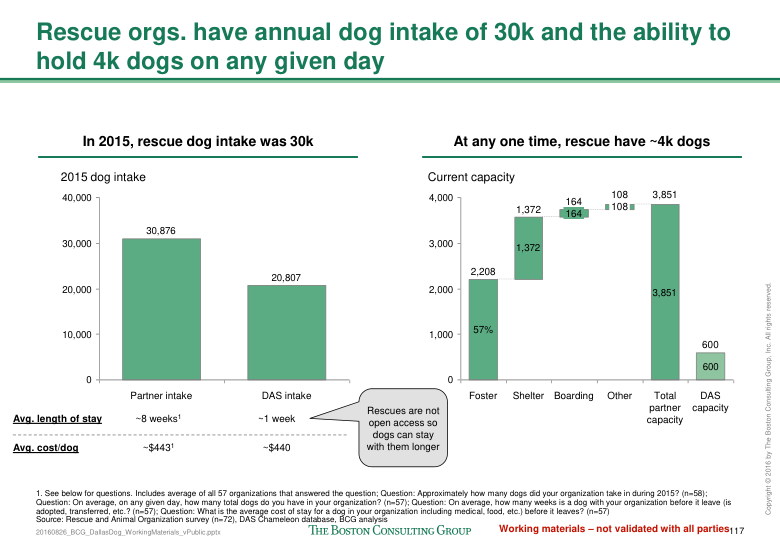 Rescue orgs. have annual dog intake of 30k and the ability to
hold 4k dogs on any given day
In 2015, rescue dog intake was 30k
2015 dog intake
40,000
30,000
20,000
10,000
0
30,876
20,807
Partner intake
DAS intake
Avg. length of stay
~8 weeks¹
~1 week
Avg. cost/dog
~$443¹
~$440
Rescues are not
open access so
dogs can stay
with them longer
At any one time, rescue have ~4k dogs
Current capacity
4,000
3,000
2,000
1,000
0
2,208
57%
1,372
1,372
164
164
108
108
3,851
3,851
600
600
Foster
Shelter
Boarding
Other
Total
partner
capacity
DAS
capacity
1. See below for questions. Includes average of all 57 organizations that answered the question; Question: Approximately how many dogs did your organization take in during 2015? (n=58);
Question: On average, on any given day, how many total dogs do you have in your organization? (n=57); Question: On average, how many weeks is a dog with your organization before it leave (is
adopted, transferred, etc.? (n=57); Question: What is the average cost of stay for a dog in your organization including medical, food, etc.) before it leaves? (n=57)
Source: Rescue and Animal Organization survey (n=72), DAS Chameleon database, BCG analysis
20160826_BCG_DallasDog_WorkingMaterials_vPublic.pptx
The Boston Consulting Group
Working materials – not validated with all parties
117
Copyright © 2016 by The Boston Consulting Group, Inc. All rights reserved.